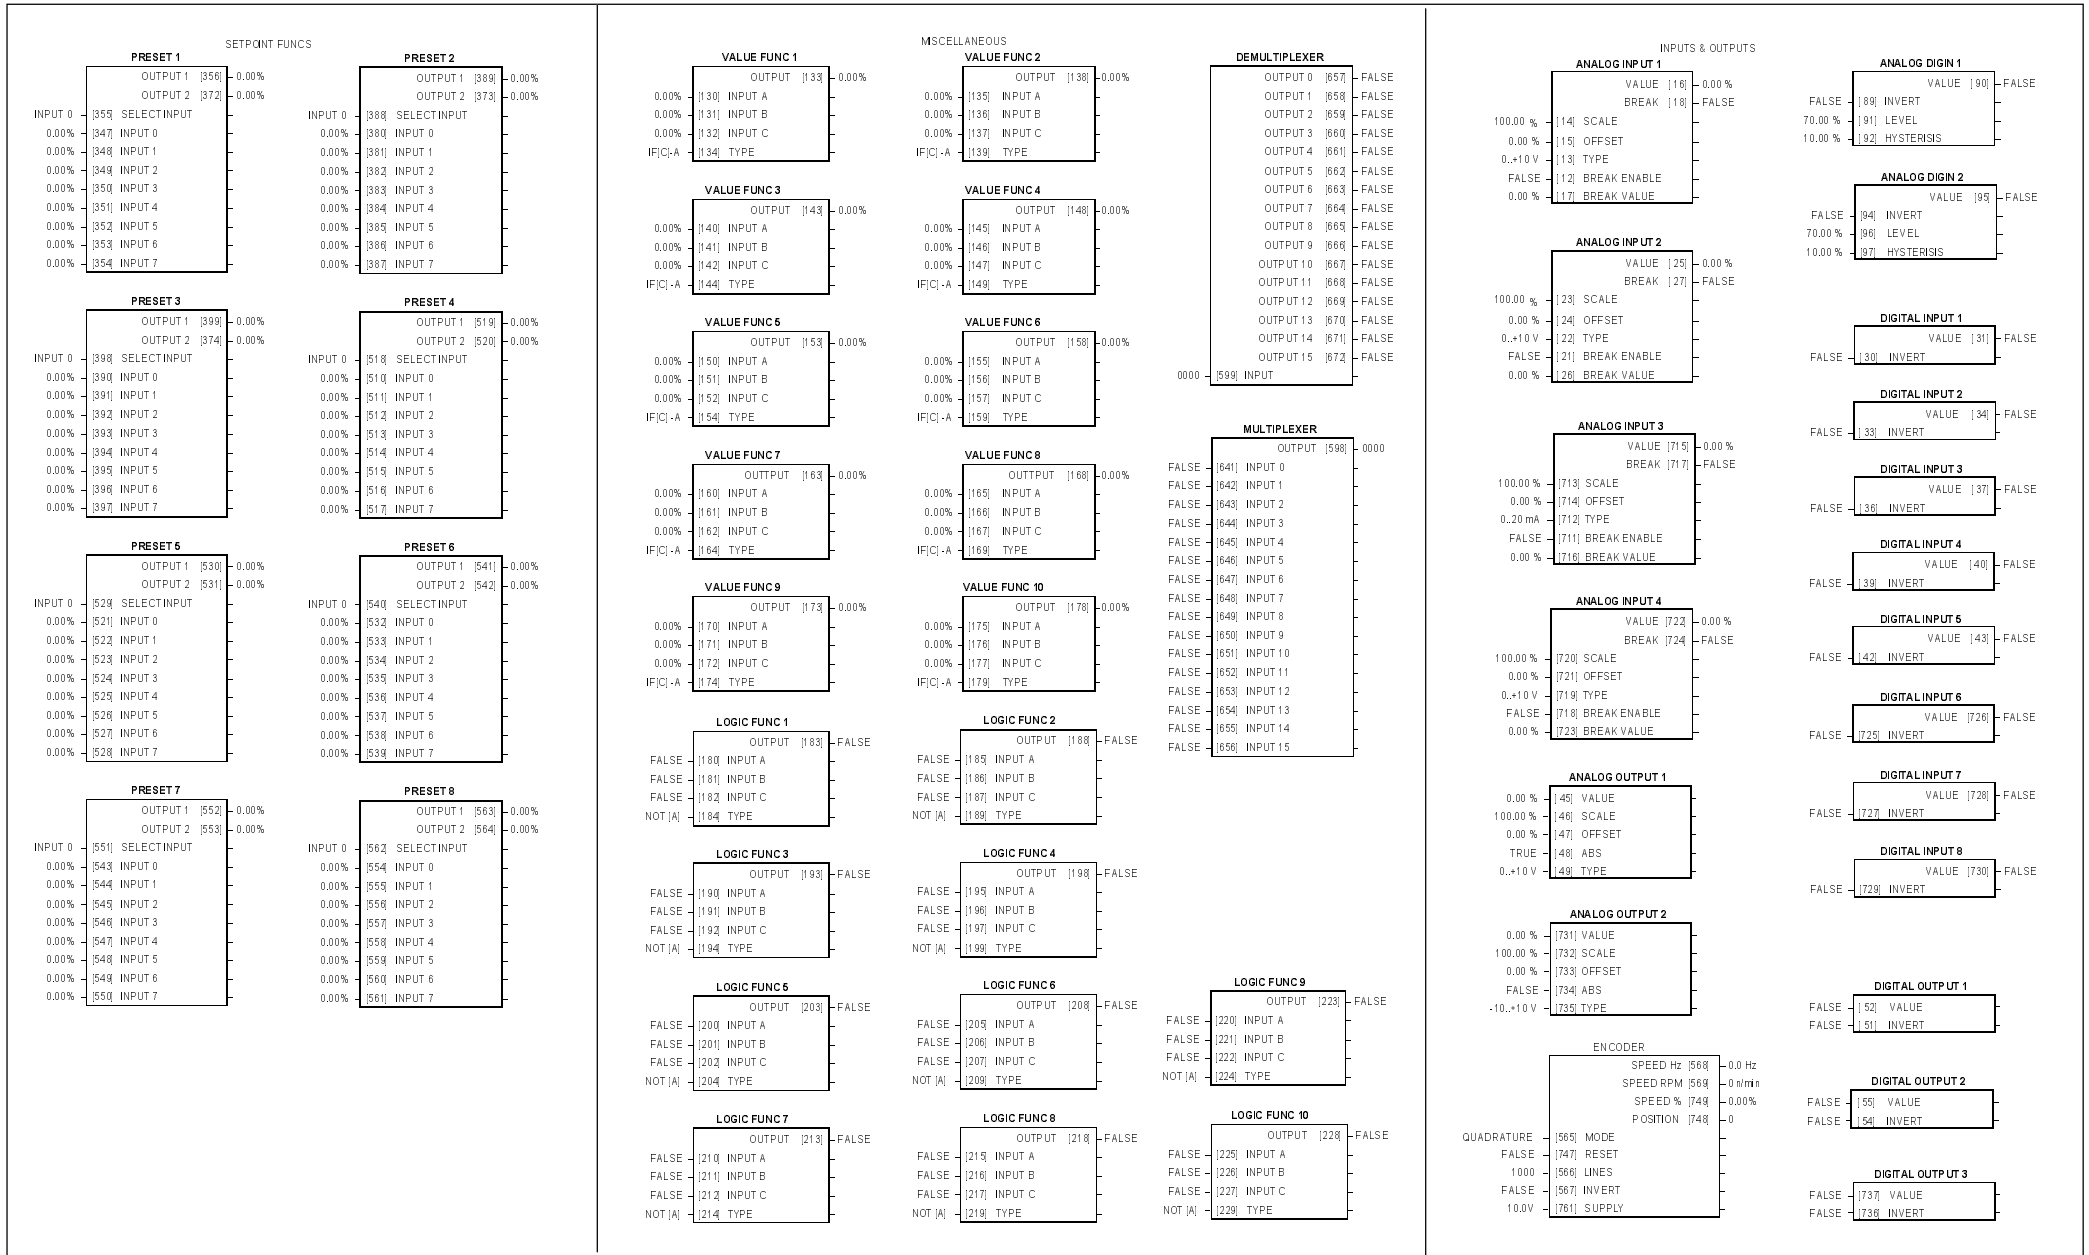 SETPOINT FUNCS
PRESET 1
OUTPUT 1 [356] 0.00%
OUTPUT 2 [372] 0.00%
INPUT 0 [355] SELECT INPUT
0.00% [347] INPUT 0
0.00% [348] INPUT 1
0.00% [349] INPUT 2
0.00% [350] INPUT 3
0.00% [351] INPUT 4
0.00% [352] INPUT 5
0.00% [353] INPUT 6
0.00% [354] INPUT 7
PRESET 2
OUTPUT 1 [389] 0.00%
OUTPUT 2 [373] 0.00%
INPUT 0 [388] SELECT INPUT
0.00% [380] INPUT 0
0.00% [381] INPUT 1
0.00% [382] INPUT 2
0.00% [383] INPUT 3
0.00% [384] INPUT 4
0.00% [385] INPUT 5
0.00% [386] INPUT 6
0.00% [387] INPUT 7
PRESET 3
OUTPUT 1 [399] 0.00%
OUTPUT 2 [374] 0.00%
INPUT 0 [398] SELECT INPUT
0.00% [390] INPUT 0
0.00% [391] INPUT 1
0.00% [392] INPUT 2
0.00% [393] INPUT 3
0.00% [394] INPUT 4
0.00% [395] INPUT 5
0.00% [396] INPUT 6
0.00% [397] INPUT 7
PRESET 4
OUTPUT 1 [519] 0.00%
OUTPUT 2 [520] 0.00%
INPUT 0 [518] SELECT INPUT
0.00% [510] INPUT 0
0.00% [511] INPUT 1
0.00% [512] INPUT 2
0.00% [513] INPUT 3
0.00% [514] INPUT 4
0.00% [515] INPUT 5
0.00% [516] INPUT 6
0.00% [517] INPUT 7
PRESET 5
OUTPUT 1 [530] 0.00%
OUTPUT 2 [531] 0.00%
INPUT 0 [529] SELECT INPUT
0.00% [521] INPUT 0
0.00% [522] INPUT 1
0.00% [523] INPUT 2
0.00% [524] INPUT 3
0.00% [525] INPUT 4
0.00% [526] INPUT 5
0.00% [527] INPUT 6
0.00% [528] INPUT 7
PRESET 6
OUTPUT 1 [541] 0.00%
OUTPUT 2 [542] 0.00%
INPUT 0 [540] SELECT INPUT
0.00% [532] INPUT 0
0.00% [533] INPUT 1
0.00% [534] INPUT 2
0.00% [535] INPUT 3
0.00% [536] INPUT 4
0.00% [537] INPUT 5
0.00% [538] INPUT 6
0.00% [539] INPUT 7
PRESET 7
OUTPUT 1 [552] 0.00%
OUTPUT 2 [553] 0.00%
INPUT 0 [551] SELECT INPUT
0.00% [543] INPUT 0
0.00% [544] INPUT 1
0.00% [545] INPUT 2
0.00% [546] INPUT 3
0.00% [547] INPUT 4
0.00% [548] INPUT 5
0.00% [549] INPUT 6
0.00% [550] INPUT 7
PRESET 8
OUTPUT 1 [563] 0.00%
OUTPUT 2 [564] 0.00%
INPUT 0 [562] SELECT INPUT
0.00% [554] INPUT 0
0.00% [555] INPUT 1
0.00% [556] INPUT 2
0.00% [557] INPUT 3
0.00% [558] INPUT 4
0.00% [559] INPUT 5
0.00% [560] INPUT 6
0.00% [561] INPUT 7
MISCELLANEOUS
VALUE FUNC 1
OUTPUT [133] 0.00%
0.00% [130] INPUT A
0.00% [131] INPUT B
0.00% [132] INPUT C
IF[C] -A [134] TYPE
VALUE FUNC 2
OUTPUT [138] 0.00%
0.00% [135] INPUT A
0.00% [136] INPUT B
0.00% [137] INPUT C
IF[C] -A [139] TYPE
VALUE FUNC 3
OUTPUT [143] 0.00%
0.00% [140] INPUT A
0.00% [141] INPUT B
0.00% [142] INPUT C
IF[C] -A [144] TYPE
VALUE FUNC 4
OUTPUT [148] 0.00%
0.00% [145] INPUT A
0.00% [146] INPUT B
0.00% [147] INPUT C
IF[C] -A [149] TYPE
VALUE FUNC 5
OUTPUT [153] 0.00%
0.00% [150] INPUT A
0.00% [151] INPUT B
0.00% [152] INPUT C
IF[C] -A [154] TYPE
VALUE FUNC 6
OUTPUT [158] 0.00%
0.00% [155] INPUT A
0.00% [156] INPUT B
0.00% [157] INPUT C
IF[C] -A [159] TYPE
VALUE FUNC 7
OUTTPUT [163] 0.00%
0.00% [160] INPUT A
0.00% [161] INPUT B
0.00% [162] INPUT C
IF[C] -A [164] TYPE
VALUE FUNC 8
OUTTPUT [168] 0.00%
0.00% [165] INPUT A
0.00% [166] INPUT B
0.00% [167] INPUT C
IF[C] -A [169] TYPE
VALUE FUNC 9
OUTPUT [173] 0.00%
0.00% [170] INPUT A
0.00% [171] INPUT B
0.00% [172] INPUT C
IF[C] -A [174] TYPE
VALUE FUNC 10
OUTPUT [178] 0.00%
0.00% [175] INPUT A
0.00% [176] INPUT B
0.00% [177] INPUT C
IF[C] -A [179] TYPE
LOGIC FUNC 1
OUTPUT [183] FALSE
FALSE [180] INPUT A
FALSE [181] INPUT B
FALSE [182] INPUT C
NOT [A] [184] TYPE
LOGIC FUNC 2
OUTPUT [188] FALSE
FALSE [185] INPUT A
FALSE [186] INPUT B
FALSE [187] INPUT C
NOT [A] [189] TYPE
LOGIC FUNC 3
OUTPUT [193] FALSE
FALSE [190] INPUT A
FALSE [191] INPUT B
FALSE [192] INPUT C
NOT [A] [194] TYPE
LOGIC FUNC 4
OUTPUT [198] FALSE
FALSE [195] INPUT A
FALSE [196] INPUT B
FALSE [197] INPUT C
NOT [A] [199] TYPE
LOGIC FUNC 5
OUTPUT [203] FALSE
FALSE [200] INPUT A
FALSE [201] INPUT B
FALSE [202] INPUT C
NOT [A] [204] TYPE
LOGIC FUNC 6
OUTPUT [208] FALSE
FALSE [205] INPUT A
FALSE [206] INPUT B
FALSE [207] INPUT C
NOT [A] [209] TYPE
LOGIC FUNC 7
OUTPUT [213] FALSE
FALSE [210] INPUT A
FALSE [211] INPUT B
FALSE [212] INPUT C
NOT [A] [214] TYPE
LOGIC FUNC 8
OUTPUT [218] FALSE
FALSE [215] INPUT A
FALSE [216] INPUT B
FALSE [217] INPUT C
NOT [A] [219] TYPE
DEMULTIPLEXER
OUTPUT 0 [657] FALSE
OUTPUT 1 [658] FALSE
OUTPUT 2 [659] FALSE
OUTPUT 3 [660] FALSE
OUTPUT 4 [661] FALSE
OUTPUT 5 [662] FALSE
OUTPUT 6 [663] FALSE
OUTPUT 7 [664] FALSE
OUTPUT 8 [665] FALSE
OUTPUT 9 [666] FALSE
OUTPUT 10 [667] FALSE
OUTPUT 11 [668] FALSE
OUTPUT 12 [669] FALSE
OUTPUT 13 [670] FALSE
OUTPUT 14 [671] FALSE
OUTPUT 15 [672] FALSE
0000 [599] INPUT
MULTIPLEXER
OUTPUT [598] 0000
FALSE [641] INPUT 0
FALSE [642] INPUT 1
FALSE [643] INPUT 2
FALSE [644] INPUT 3
FALSE [645] INPUT 4
FALSE [646] INPUT 5
FALSE [647] INPUT 6
FALSE [648] INPUT 7
FALSE [649] INPUT 8
FALSE [650] INPUT 9
FALSE [651] INPUT 10
FALSE [652] INPUT 11
FALSE [653] INPUT 12
FALSE [654] INPUT 13
FALSE [655] INPUT 14
FALSE [656] INPUT 15
LOGIC FUNC 9
OUTPUT [223] FALSE
FALSE [220] INPUT A
FALSE [221] INPUT B
FALSE [222] INPUT C
NOT [A] [224] TYPE
LOGIC FUNC 10
OUTPUT [228] FALSE
FALSE [225] INPUT A
FALSE [226] INPUT B
FALSE [227] INPUT C
NOT [A] [229] TYPE
INPUTS & OUTPUTS
ANALOG INPUT 1
VALUE [ 16] 0.00 %
BREAK [ 18] FALSE
100.00 % [ 14] SCALE
0.00 % [ 15] OFFSET
0..+10 V [ 13] TYPE
FALSE [ 12] BREAK ENABLE
0.00 % [ 17] BREAK VALUE
ANALOG INPUT 2
VALUE [ 25] 0.00 %
BREAK [ 27] FALSE
100.00 % [ 23] SCALE
0.00 % [ 24] OFFSET
0..+10 V [ 22] TYPE
FALSE [ 21] BREAK ENABLE
0.00 % [ 26] BREAK VALUE
ANALOG INPUT 3
VALUE [715] 0.00 %
BREAK [717] FALSE
100.00 % [713] SCALE
0.00 % [714] OFFSET
0..20 mA [712] TYPE
FALSE [711] BREAK ENABLE
0.00 % [716] BREAK VALUE
ANALOG INPUT 4
VALUE [722] 0.00 %
BREAK [724] FALSE
100.00 % [720] SCALE
0.00 % [721] OFFSET
0..+10 V [719] TYPE
FALSE [718] BREAK ENABLE
0.00 % [723] BREAK VALUE
ANALOG OUTPUT 1
0.00 % [ 45] VALUE
100.00 % [ 46] SCALE
0.00 % [ 47] OFFSET
TRUE [ 48] ABS
0..+10 V [ 49] TYPE
ANALOG OUTPUT 2
0.00 % [731] VALUE
100.00 % [732] SCALE
0.00 % [733] OFFSET
FALSE [734] ABS
-10..+10 V [735] TYPE
ENCODER
SPEED Hz [568] 0.0 Hz
SPEED RPM [569] 0 n/min
SPEED % [749] 0.00%
POSITION [748] 0
QUADRATURE [565] MODE
FALSE [747] RESET
1000 [566] LINES
FALSE [567] INVERT
10.0V [761] SUPPLY
ANALOG DIGIN 1
VALUE [ 90] FALSE
FALSE [ 89] INVERT
70.00 % [ 91] LEVEL
10.00 % [ 92] HYSTERISIS
ANALOG DIGIN 2
VALUE [95] FALSE
FALSE [94] INVERT
70.00 % [96] LEVEL
10.00 % [97] HYSTERISIS
DIGITAL INPUT 1
VALUE [ 31] FALSE
FALSE [ 30] INVERT
DIGITAL INPUT 2
VALUE [ 34] FALSE
FALSE [ 33] INVERT
DIGITAL INPUT 3
VALUE [ 37] FALSE
FALSE [ 36] INVERT
DIGITAL INPUT 4
VALUE [ 40] FALSE
FALSE [ 39] INVERT
DIGITAL INPUT 5
VALUE [ 43] FALSE
FALSE [ 42] INVERT
DIGITAL INPUT 6
VALUE [726] FALSE
FALSE [725] INVERT
DIGITAL INPUT 7
VALUE [728] FALSE
FALSE [727] INVERT
DIGITAL INPUT 8
VALUE [730] FALSE
FALSE [729] INVERT
DIGITAL OUTPUT 1
FALSE [ 52] VALUE
FALSE [ 51] INVERT
DIGITAL OUTPUT 2
FALSE [ 55] VALUE
FALSE [ 54] INVERT
DIGITAL OUTPUT 3
FALSE [737] VALUE
FALSE [736] INVERT